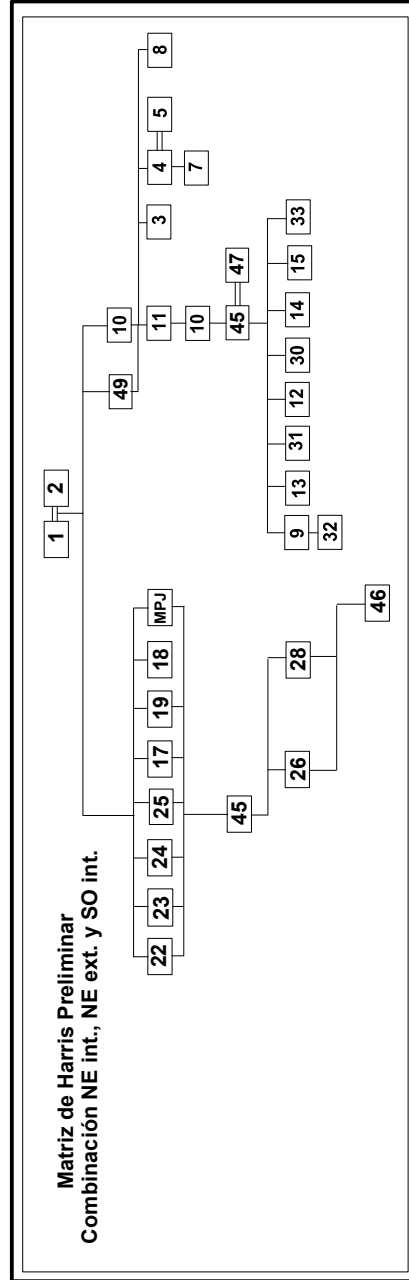 Matriz de Harris Preliminar
Combinación NE int., NE ext. y SO int.
1 2
49 10
22 23 24 25 17 19 18 MPJ
11 3 4 5 8
7
10
45
45 47
26 28
9 13 31 12 30 14 15 33
32
46